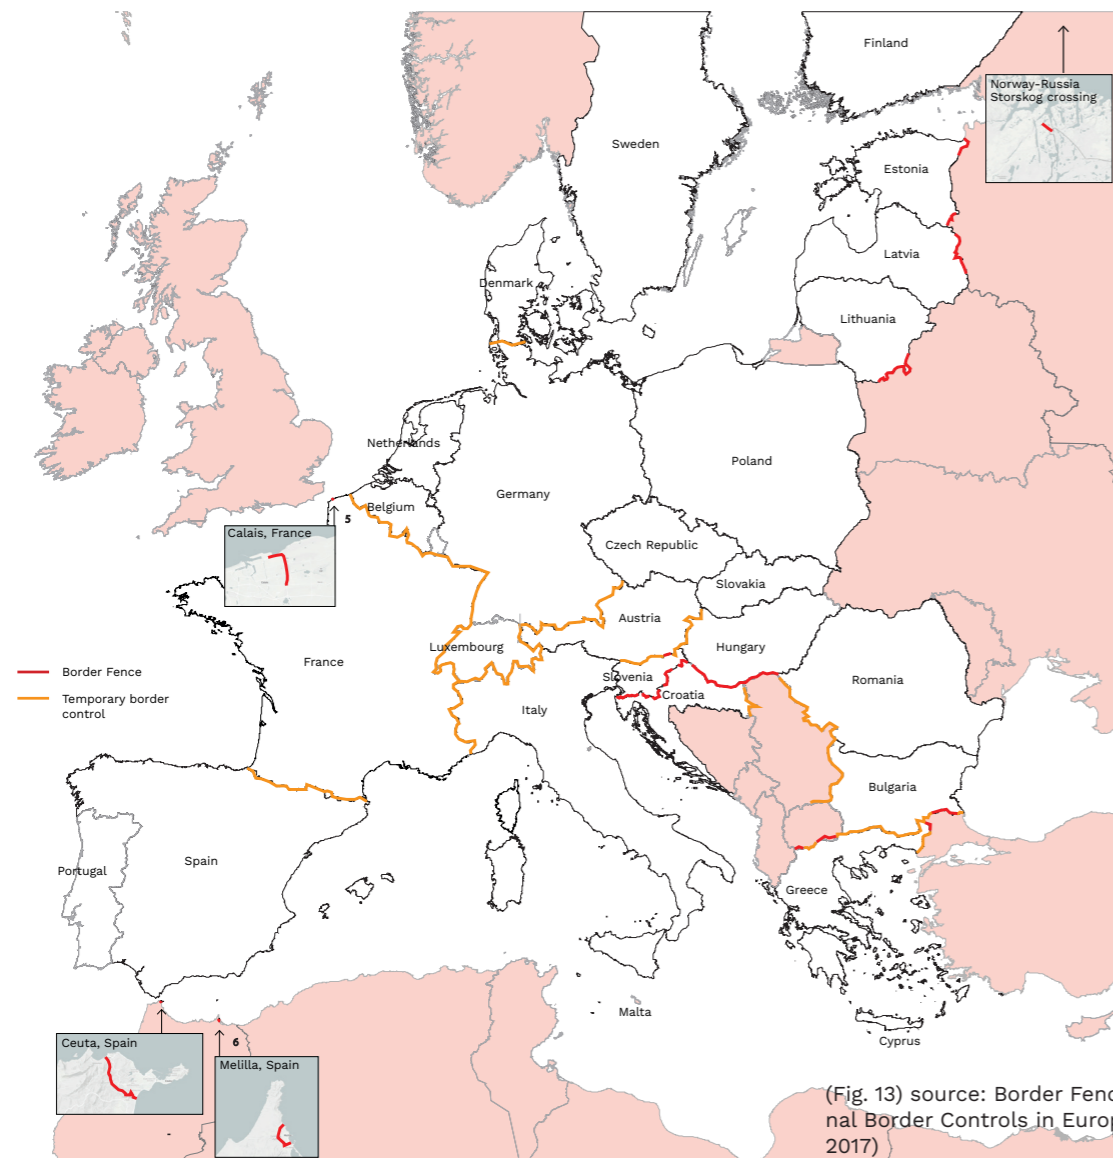 Finland
Norway-Russia
Storskog crossing
Sweden
Estonia
Latvia
Denmark
Lithuania
Netherlands
Poland
Germany
Belgium
5
Calais, France
Czech Republic
Slovakia
Austria
Luxembourg
Hungary
France
Border Fence
Slovenia
Romania
Temporary border
control
Croatia
Italy
Bulgaria
Spain
Portugal
Greece
Malta
Ceuta, Spain
6
Cyprus
Melilla, Spain
(Fig. 13) source: Border Fenc
nal Border Controls in Europ
2017)